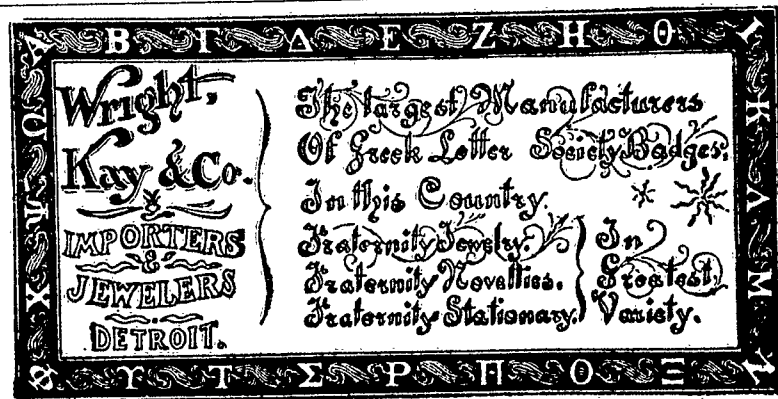 Α Β Γ Δ Ε Ζ Η Θ Ι
Κ Λ Μ Ν
Ξ Ο Π Ρ Σ Τ Υ Φ
Χ Ψ Ω
Wright,
Kay & Co.
IMPORTERS
&
JEWELERS
DETROIT.
The largest Manufacturers
Of Greek Letter Society Badges,
In this Country.
Fraternity Jewelry.
Fraternity Novelties.
Fraternity Stationary.
In
Greatest
Variety.